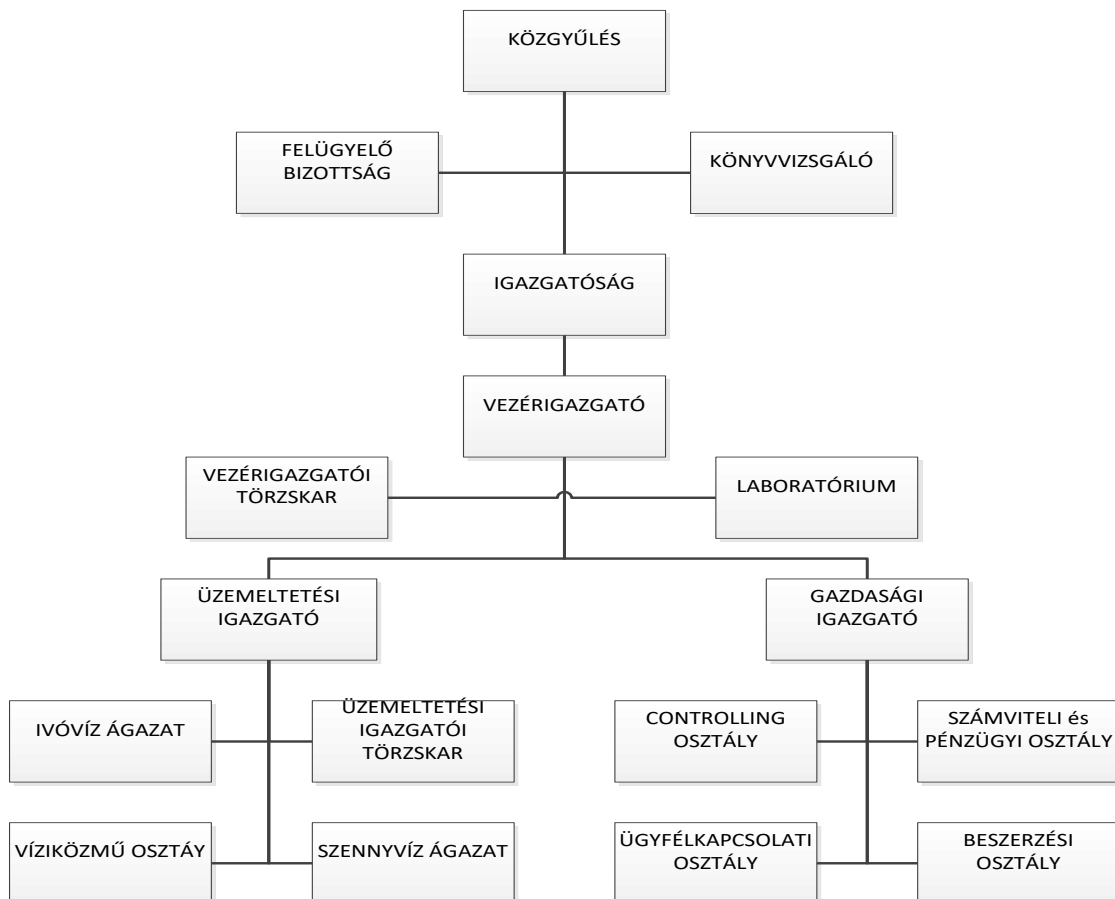 KÖZGYŰLÉS
FELÜGYELŐ
BIZOTTSÁG
KÖNYVVIZSGÁLÓ
IGAZGATÓSÁG
VEZÉRIGAZGATÓ
VEZÉRIGAZGATÓI
TÖRZSKAR
LABORATÓRIUM
ÜZEMELTETÉSI
IGAZGATÓ
GAZDASÁGI
IGAZGATÓ
IVÓVÍZ ÁGAZAT
ÜZEMELTETÉSI
IGAZGATÓI
TÖRZSKAR
CONTROLLING
OSZTÁLY
SZÁMVITELI és
PÉNZÜGYI OSZTÁLY
VÍZIKÖZMŰ OSZTÁY
SZENNYVÍZ ÁGAZAT
ÜGYFÉLKAPCSOLATI
OSZTÁLY
BESZERZÉSI
OSZTÁLY